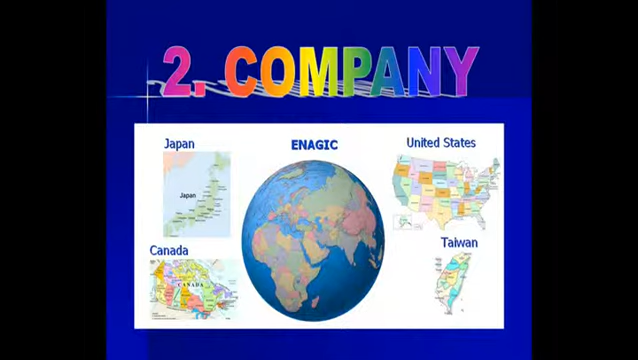 2. COMPANY
Japan
ENAGIC
United States
Japan
Canada
Taiwan
CANADA